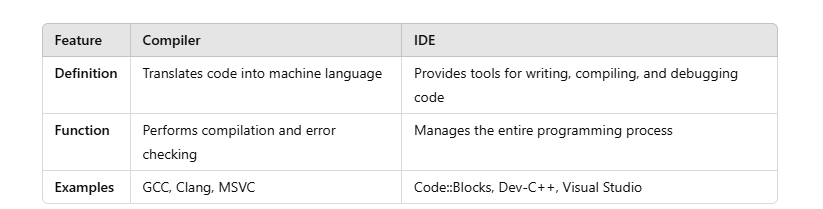 Feature Compiler IDE
Definition Translates code into machine language Provides tools for writing, compiling, and debugging
code
Function Performs compilation and error Manages the entire programming process
checking
Examples GCC, Clang, MSVC Code::Blocks, Dev-C++, Visual Studio